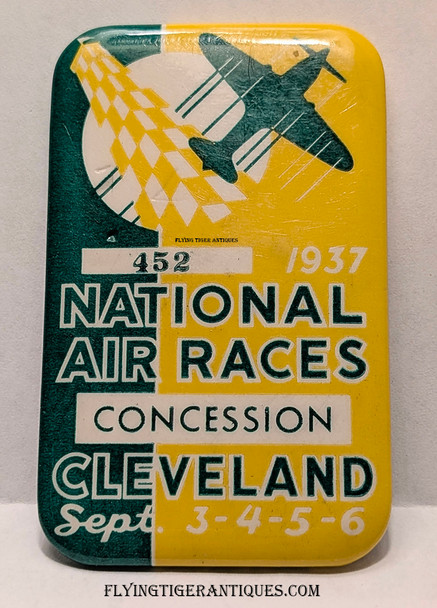 FLYING TIGER ANTIQUES
452 1937
NATIONAL
AIR RACES
CONCESSION
CLEVELAND
Sept. 3-4-5-6
FLYINGTIGERANTIQUES.COM